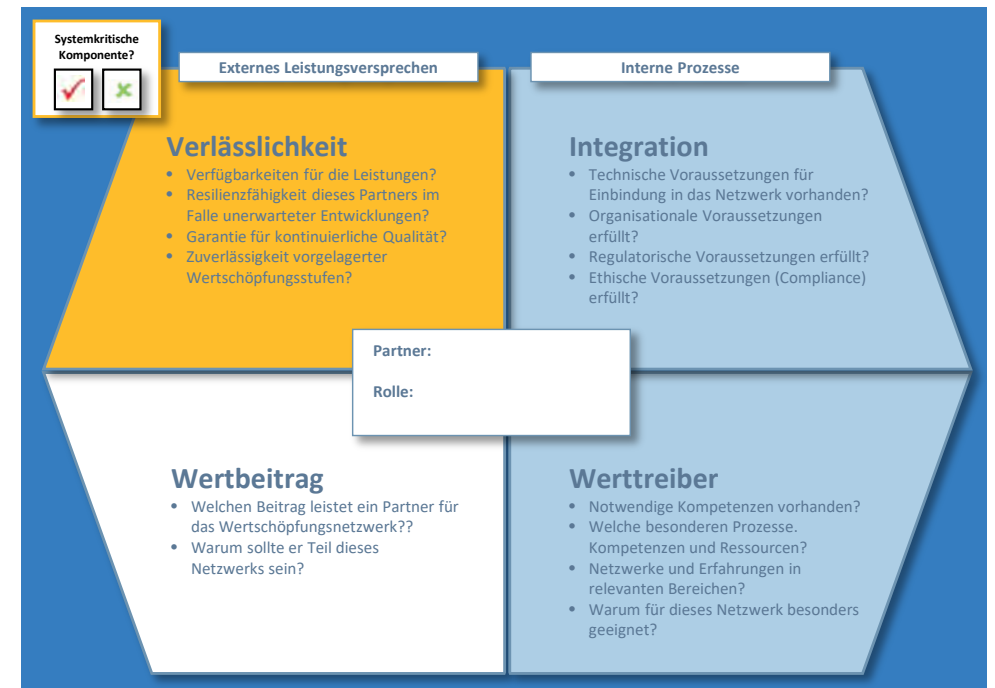 Systemkritische
Komponente?
Externes Leistungsversprechen
Interne Prozesse
Verlässlichkeit
• Verfügbarkeiten für die Leistungen?
• Resilienzfähigkeit dieses Partners im
Falle unerwarteter Entwicklungen?
• Garantie für kontinuierliche Qualität?
• Zuverlässigkeit vorgelagerter
Wertschöpfungsstufen?
Integration
• Technische Voraussetzungen für
Einbindung in das Netzwerk vorhanden?
• Organisationale Voraussetzungen
erfüllt?
• Regulatorische Voraussetzungen erfüllt?
• Ethische Voraussetzungen (Compliance)
erfüllt?
Partner:
Rolle:
Wertbeitrag
• Welchen Beitrag leistet ein Partner für
das Wertschöpfungsnetzwerk??
• Warum sollte er Teil dieses
Netzwerks sein?
Werttreiber
• Notwendige Kompetenzen vorhanden?
• Welche besonderen Prozesse.
Kompetenzen und Ressourcen?
• Netzwerke und Erfahrungen in
relevanten Bereichen?
• Warum für dieses Netzwerk besonders
geeignet?